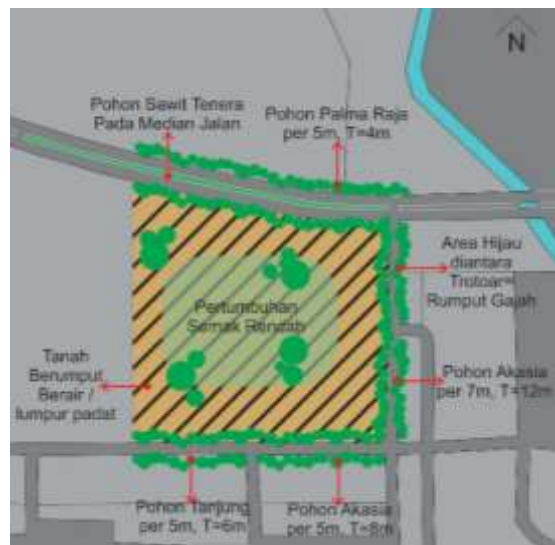 N
Pohon Sawit Tenera
Pada Median Jalan
Pohon Palma Raja
per 5m, T=4m
Area Hijau
diantara
Trotoar=
Rumput Gajah
Pertumbuhan
Semak Rendah
Tanah
Berumput
Berair /
lumpur padat
Pohon Akasia
per 7m, T=12m
Pohon Tanjung
per 5m, T=6m
Pohon Akasia
per 5m, T=8m